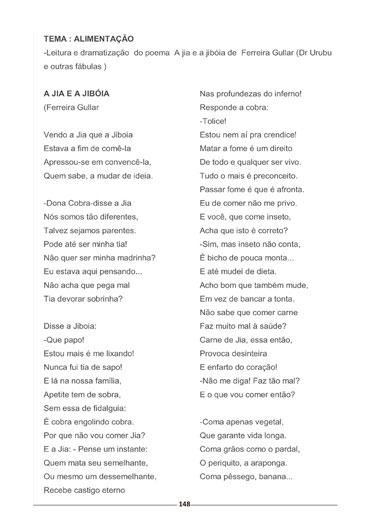 TEMA : ALIMENTAÇÃO
-Leitura e dramatização do poema A jia e a jibóia de Ferreira Gullar (Dr Urubu
e outras fábulas )
A JIA E A JIBÓIA
(Ferreira Gullar
Vendo a Jia que a Jiboia
Estava a fim de comê-la
Apressou-se em convencê-la,
Quem sabe, a mudar de ideia.
-Dona Cobra-disse a Jia
Nós somos tão diferentes,
Talvez sejamos parentes.
Pode até ser minha tia!
Não quer ser minha madrinha?
Eu estava aqui pensando...
Não acha que pega mal
Tia devorar sobrinha?
Disse a Jiboia:
-Que papo!
Estou mais é me lixando!
Nunca fui tia de sapo!
E lá na nossa família,
Apetite tem de sobra,
Sem essa de fidalguia:
É cobra engolindo cobra.
Por que não vou comer Jia?
E a Jia: - Pense um instante:
Quem mata seu semelhante,
Ou mesmo um dessemelhante,
Recebe castigo eterno
Nas profundezas do inferno!
Responde a cobra:
-Tolice!
Estou nem aí pra crendice!
Matar a fome é um direito
De todo e qualquer ser vivo.
Tudo o mais é preconceito.
Passar fome é que é afronta.
Eu de comer não me privo.
E você, que come inseto,
Acha que isto é correto?
-Sim, mas inseto não conta,
É bicho de pouca monta...
E até mudei de dieta.
Acho bom que também mude,
Em vez de bancar a tonta.
Não sabe que comer carne
Faz muito mal à saúde?
Carne de Jia, essa então,
Provoca desinteira
E enfarto do coração!
-Não me diga! Faz tão mal?
E o que vou comer então?
-Coma apenas vegetal,
Que garante vida longa.
Coma grãos como o pardal,
O periquito, a araponga.
Coma pêssego, banana...
148